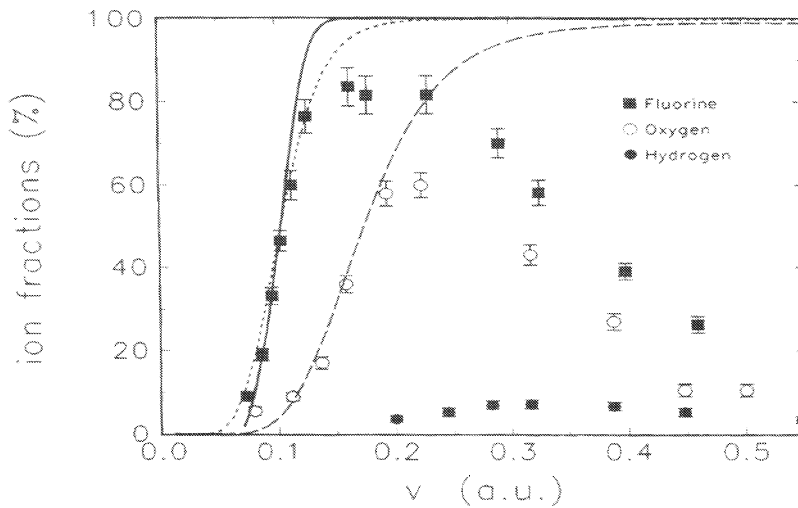 100
80
60
40
20
0
ion fractions (%)
Fluorine
Oxygen
Hydrogen
0.0 0.1 0.2 0.3 0.4 0.5
v (a.u.)